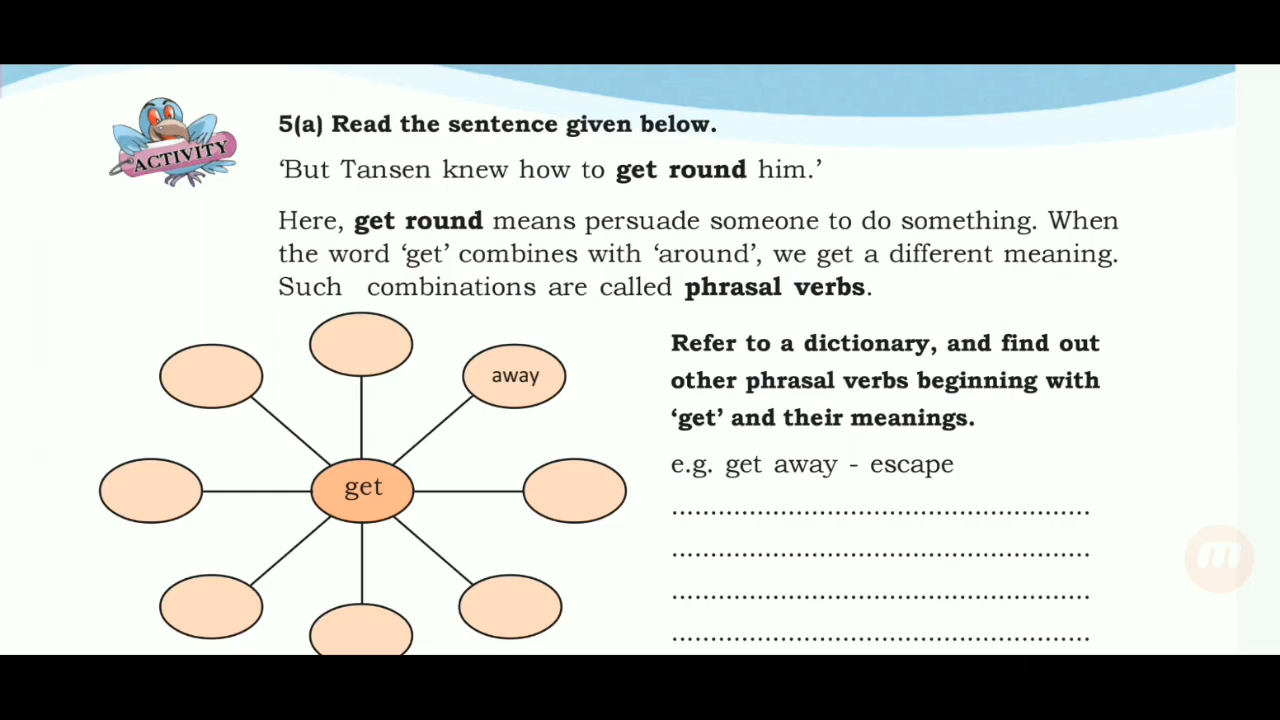 ACTIVITY
5(a) Read the sentence given below.
‘But Tansen knew how to get round him.’
Here, get round means persuade someone to do something. When
the word ‘get’ combines with ‘around’, we get a different meaning.
Such combinations are called phrasal verbs.
away
get
Refer to a dictionary, and find out
other phrasal verbs beginning with
‘get’ and their meanings.
e.g. get away - escape
......................................................
......................................................
......................................................
......................................................